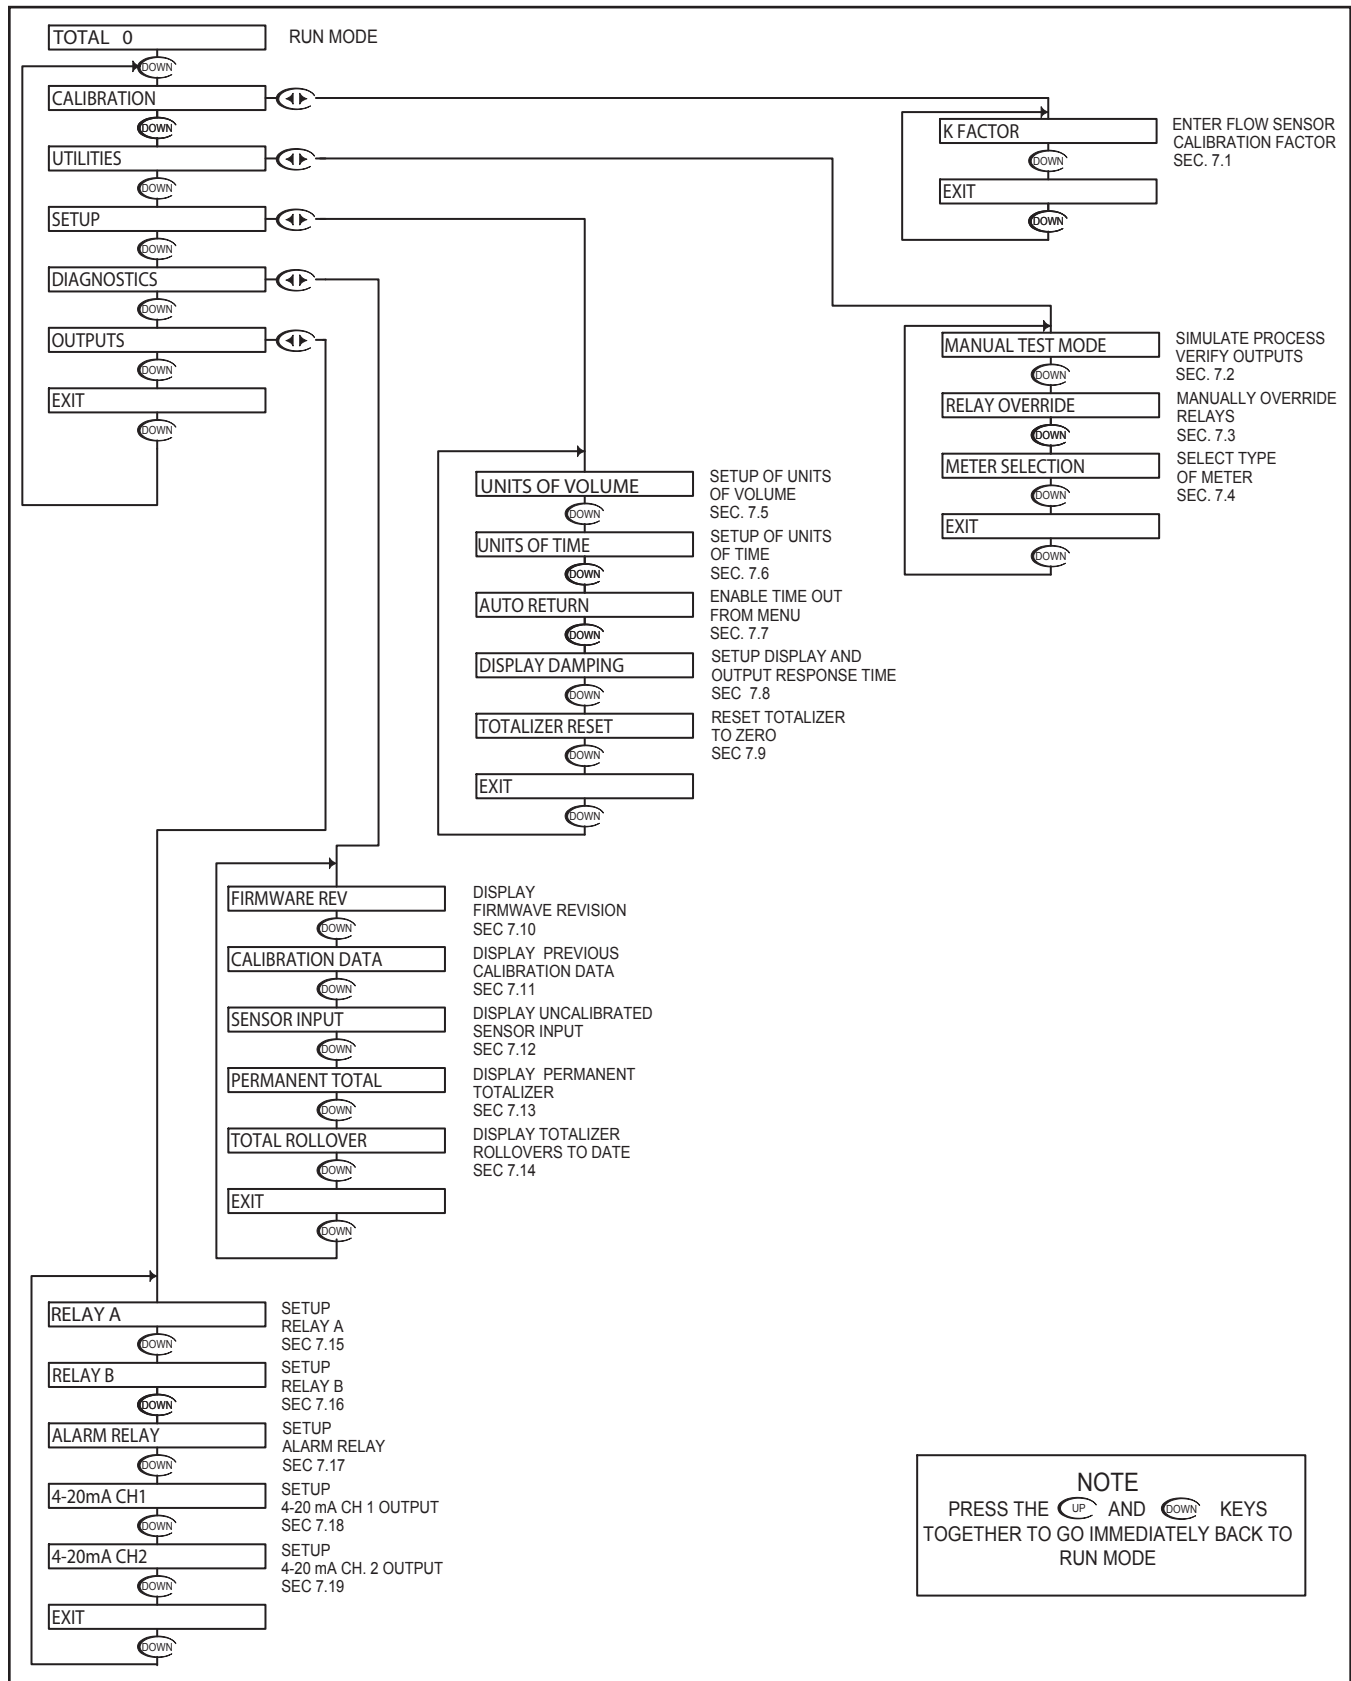 TOTAL 0
RUN MODE
DOWN
CALIBRATION
DOWN
UTILITIES
DOWN
SETUP
DOWN
DIAGNOSTICS
DOWN
OUTPUTS
DOWN
EXIT
DOWN
K FACTOR
ENTER FLOW SENSOR
CALIBRATION FACTOR
SEC. 7.1
DOWN
EXIT
DOWN
MANUAL TEST MODE
SIMULATE PROCESS
VERIFY OUTPUTS
SEC. 7.2
DOWN
RELAY OVERRIDE
MANUALLY OVERRIDE
RELAYS
SEC. 7.3
DOWN
METER SELECTION
SELECT TYPE
OF METER
SEC. 7.4
DOWN
EXIT
DOWN
UNITS OF VOLUME
SETUP OF UNITS
OF VOLUME
SEC. 7.5
DOWN
UNITS OF TIME
SETUP OF UNITS
OF TIME
SEC. 7.6
DOWN
AUTO RETURN
ENABLE TIME OUT
FROM MENU
SEC. 7.7
DOWN
DISPLAY DAMPING
SETUP DISPLAY AND
OUTPUT RESPONSE TIME
SEC 7.8
DOWN
TOTALIZER RESET
RESET TOTALIZER
TO ZERO
SEC 7.9
DOWN
EXIT
DOWN
FIRMWARE REV
DISPLAY
FIRMWAVE REVISION
SEC 7.10
DOWN
CALIBRATION DATA
DISPLAY PREVIOUS
CALIBRATION DATA
SEC 7.11
DOWN
SENSOR INPUT
DISPLAY UNCALIBRATED
SENSOR INPUT
SEC 7.12
DOWN
PERMANENT TOTAL
DISPLAY PERMANENT
TOTALIZER
SEC 7.13
DOWN
TOTAL ROLLOVER
DISPLAY TOTALIZER
ROLLOVERS TO DATE
SEC 7.14
DOWN
EXIT
DOWN
RELAY A
SETUP
RELAY A
SEC 7.15
DOWN
RELAY B
SETUP
RELAY B
SEC 7.16
DOWN
ALARM RELAY
SETUP
ALARM RELAY
SEC 7.17
DOWN
4-20mA CH1
SETUP
4-20 mA CH 1 OUTPUT
SEC 7.18
DOWN
4-20mA CH2
SETUP
4-20 mA CH. 2 OUTPUT
SEC 7.19
DOWN
EXIT
DOWN
NOTE
PRESS THE UP AND DOWN KEYS
TOGETHER TO GO IMMEDIATELY BACK TO
RUN MODE